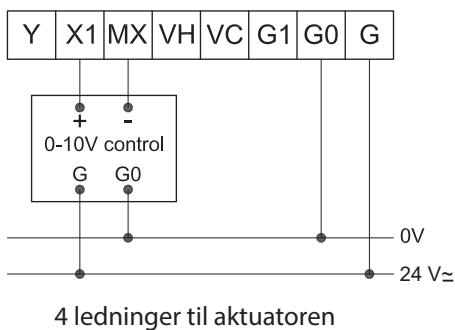 Y X1 MX VH VC G1 G0 G
+ -
0-10V control
G G0
0V
24 V≂
4 ledninger til aktuatoren